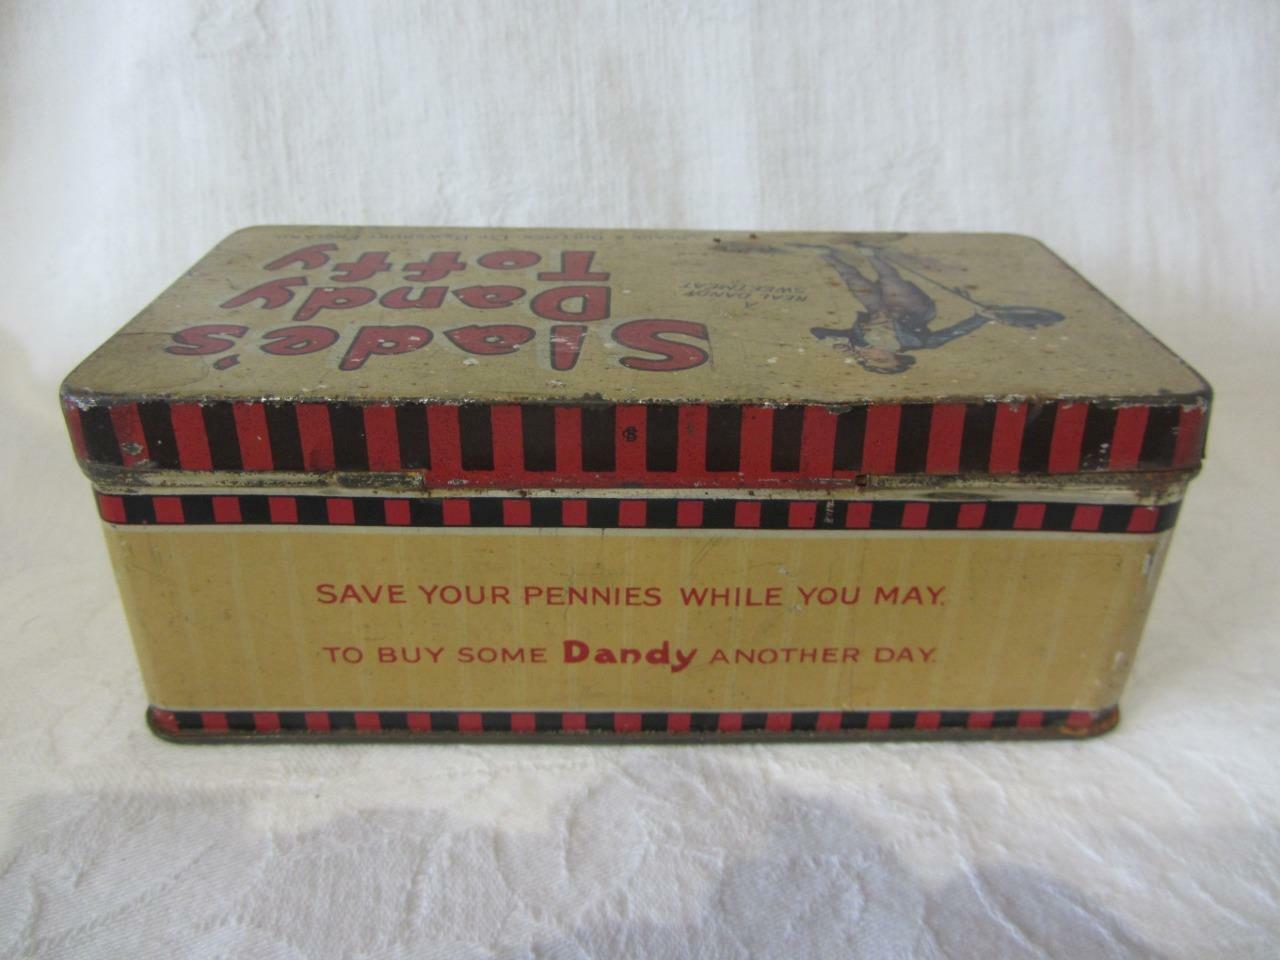 Slade's
Dandy
Toffy
A
REAL DANDY
SWEETMEAT
SAVE YOUR PENNIES WHILE YOU MAY.
TO BUY SOME Dandy ANOTHER DAY.